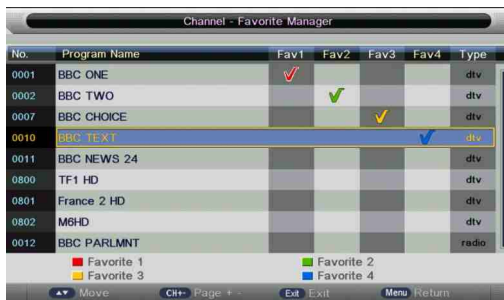 Channel - Favorite Manager
No. Program Name Fav1 Fav2 Fav3 Fav4 Type
0001 BBC ONE dtv
0002 BBC TWO dtv
0007 BBC CHOICE dtv
0010 BBC TEXT dtv
0011 BBC NEWS 24 dtv
0800 TF1 HD dtv
0801 France 2 HD dtv
0802 M6HD dtv
0012 BBC PARLMNT radio
Favorite 1 Favorite 2
Favorite 3 Favorite 4
Move CH+- Page + - Exit Exit Menu Return